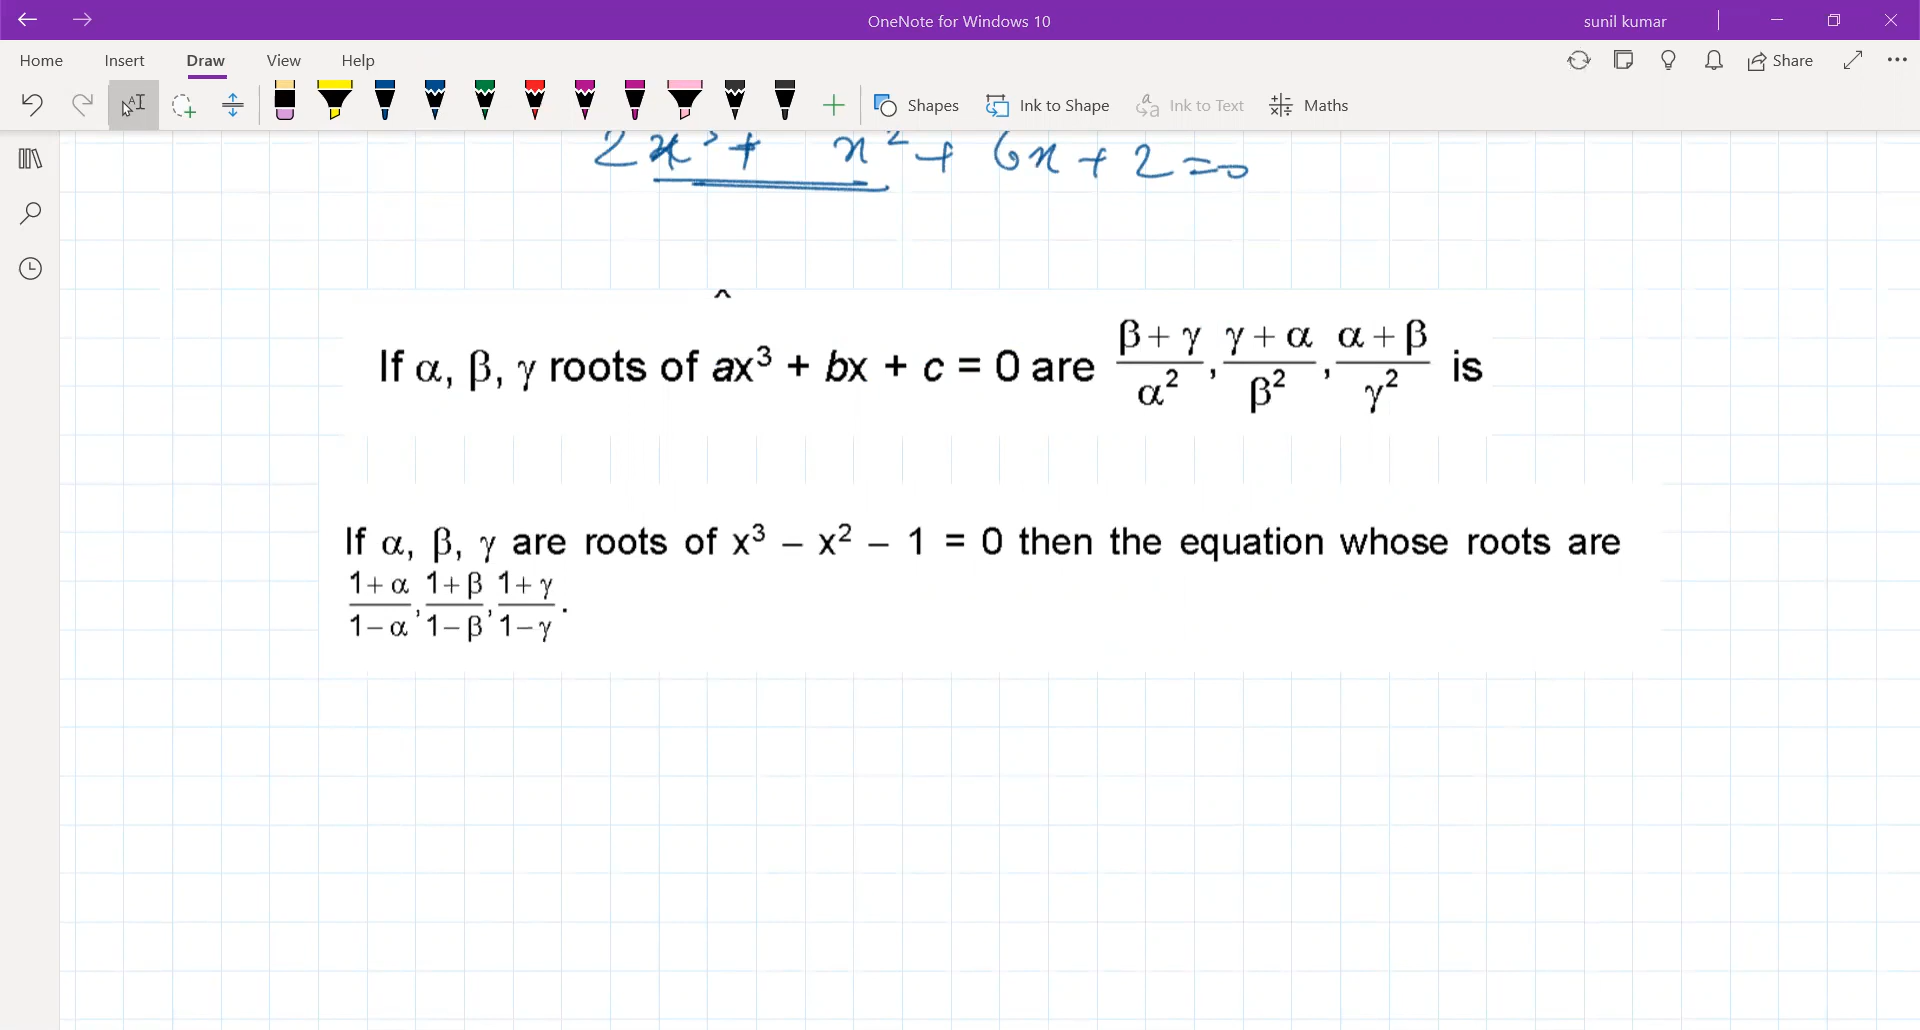 OneNote for Windows 10
sunil kumar
Home Insert Draw View Help
Share
Shapes Ink to Shape Ink to Text Maths
2x³ + x² + 6x + 2 = 0
^
If α, β, γ roots of ax³ + bx + c = 0 are (β + γ)/α², (γ + α)/β², (α + β)/γ² is
If α, β, γ are roots of x³ – x² – 1 = 0 then the equation whose roots are
(1 + α)/(1 – α), (1 + β)/(1 – β), (1 + γ)/(1 – γ).